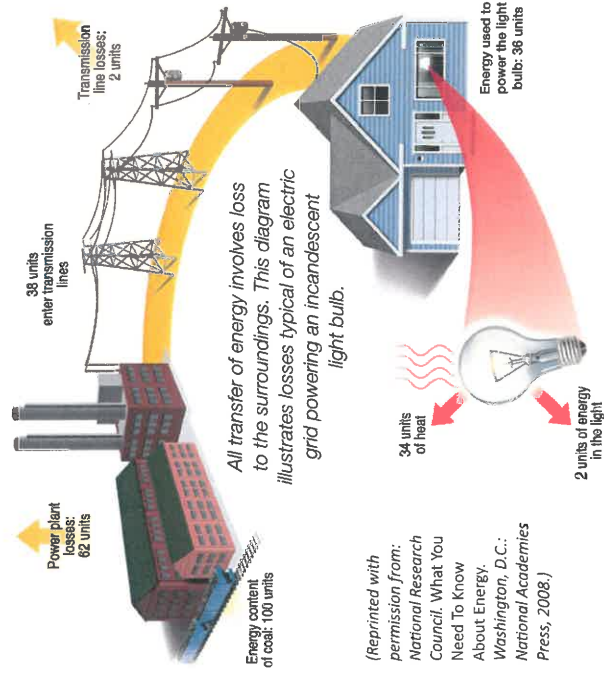 Energy content
of coal: 100 units
Power plant
losses:
62 units
38 units
enter transmission
lines
Transmission
line losses:
2 units
Energy used to
power the light
bulb: 36 units
34 units
of heat
2 units of energy
in the light
All transfer of energy involves loss
to the surroundings. This diagram
illustrates losses typical of an electric
grid powering an incandescent
light bulb.
(Reprinted with
permission from:
National Research
Council. What You
Need To Know
About Energy.
Washington, D.C.:
National Academies
Press, 2008.)